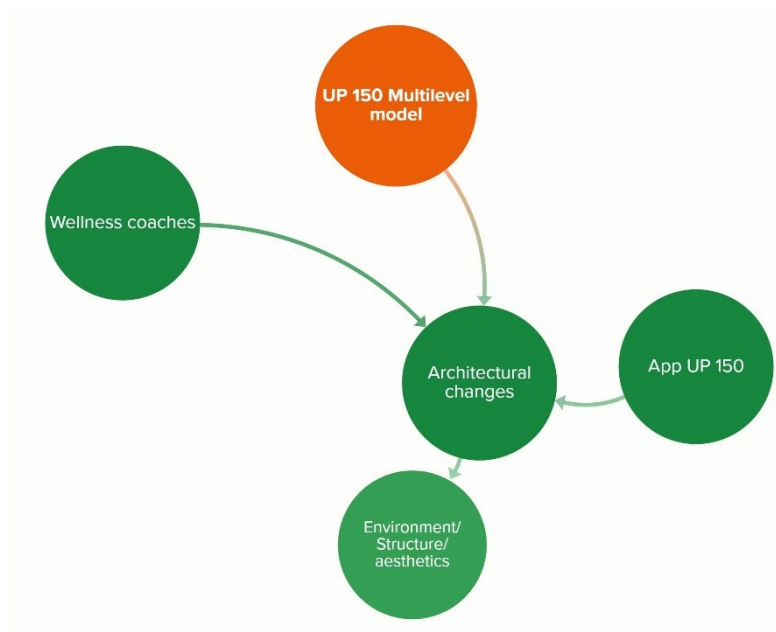 UP 150 Multilevel
model
Wellness coaches
Architectural
changes
App UP 150
Environment/
Structure/
aesthetics